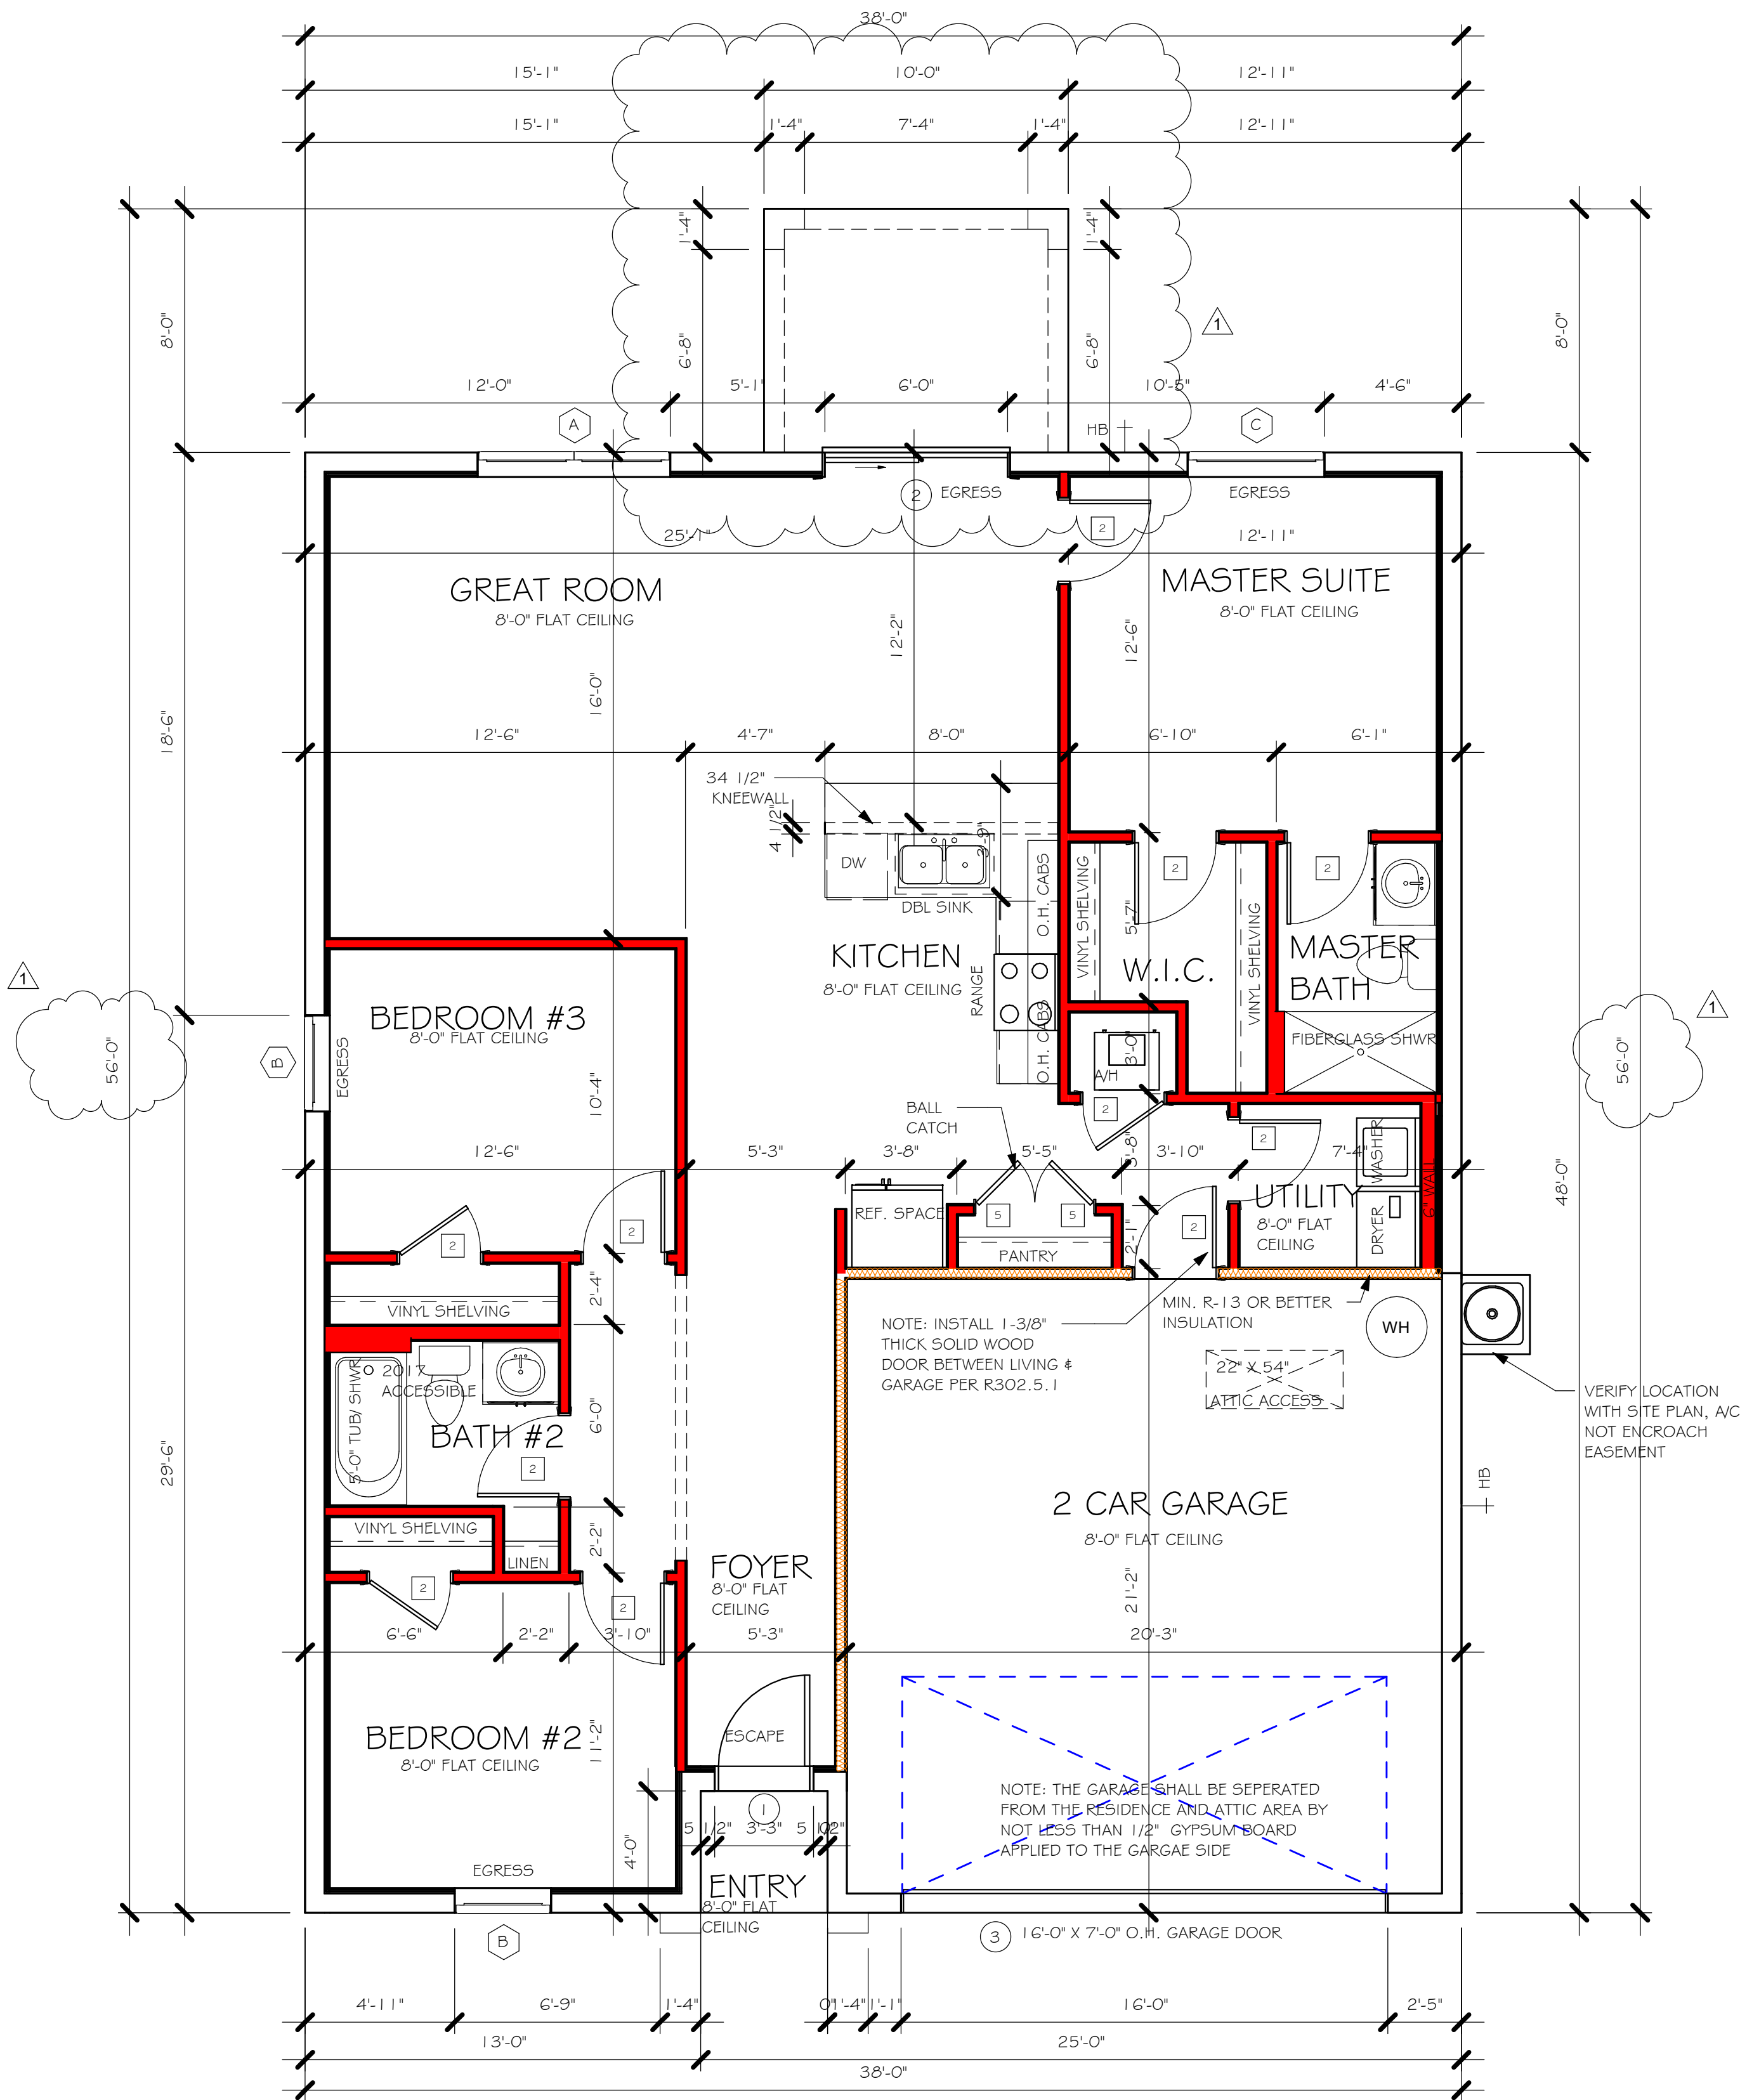 38'-0"
15'-1"
10'-0"
12'-11"
15'-1"
1'-4"
7'-4"
1'-4"
12'-11"
1'-4"
1'-4"
8'-0"
6'-8"
6'-8"
1
8'-0"
12'-0"
5'-1"
6'-0"
10'-5"
4'-6"
A
HB
C
2
EGRESS
EGRESS
25'-1"
2
12'-11"
GREAT ROOM
8'-0" FLAT CEILING
MASTER SUITE
8'-0" FLAT CEILING
12'-2"
12'-6"
16'-0"
18'-6"
12'-6"
4'-7"
8'-0"
6'-10"
6'-1"
34 1/2"
KNEEWALL
4 1/2"
3'-9"
DW
DBL SINK
O.H. CABS
VINYL SHELVING
2
2
5'-7"
VINYL SHELVING
KITCHEN
8'-0" FLAT CEILING
RANGE
O.H. CABS
W.I.C.
MASTER
BATH
FIBERGLASS SHWR
1
56'-0"
B
EGRESS
BEDROOM #3
8'-0" FLAT CEILING
10'-4"
3'-0"
A/H
2
1
56'-0"
BALL
CATCH
12'-6"
5'-3"
3'-8"
5'-5"
3'-8"
3'-10"
2
7'-4"
WASHER
6" WALL
48'-0"
REF. SPACE
5
5
PANTRY
2
2'-1"
UTILITY
8'-0" FLAT
CEILING
DRYER
2
2
2'-4"
VINYL SHELVING
NOTE: INSTALL 1-3/8"
THICK SOLID WOOD
DOOR BETWEEN LIVING &
GARAGE PER R302.5.1
MIN. R-13 OR BETTER
INSULATION
WH
22" X 54"
ATTIC ACCESS
VERIFY LOCATION
WITH SITE PLAN, A/C
NOT ENCROACH
EASEMENT
5'-0" TUB/ SHWR
2017
ACCESSIBLE
BATH #2
6'-0"
2
29'-6"
HB
2 CAR GARAGE
8'-0" FLAT CEILING
VINYL SHELVING
LINEN
2'-2"
2
2
FOYER
8'-0" FLAT
CEILING
21'-2"
6'-6"
2'-2"
3'-10"
5'-3"
20'-3"
BEDROOM #2
8'-0" FLAT CEILING
11'-2"
ESCAPE
1
5 1/2"
3'-3"
4'-0"
NOTE: THE GARAGE SHALL BE SEPERATED
FROM THE RESIDENCE AND ATTIC AREA BY
NOT LESS THAN 1/2" GYPSUM BOARD
APPLIED TO THE GARGAE SIDE
EGRESS
ENTRY
8'-0" FLAT
CEILING
B
3
16'-0" X 7'-0" O.H. GARAGE DOOR
4'-11"
6'-9"
1'-4"
1'-4"
1'-1"
16'-0"
2'-5"
13'-0"
25'-0"
38'-0"